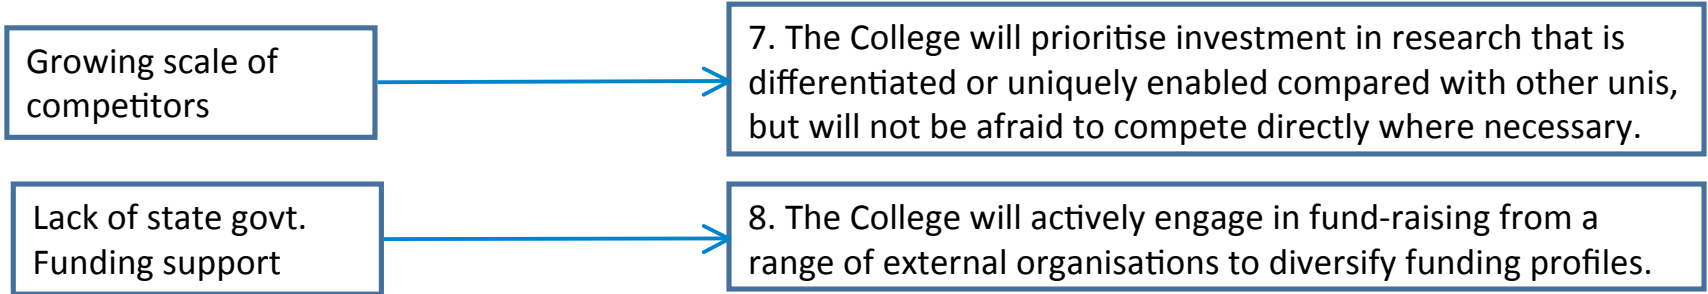 Growing scale of
competitors
7. The College will prioritise investment in research that is
differentiated or uniquely enabled compared with other unis,
but will not be afraid to compete directly where necessary.
Lack of state govt.
Funding support
8. The College will actively engage in fund-raising from a
range of external organisations to diversify funding profiles.